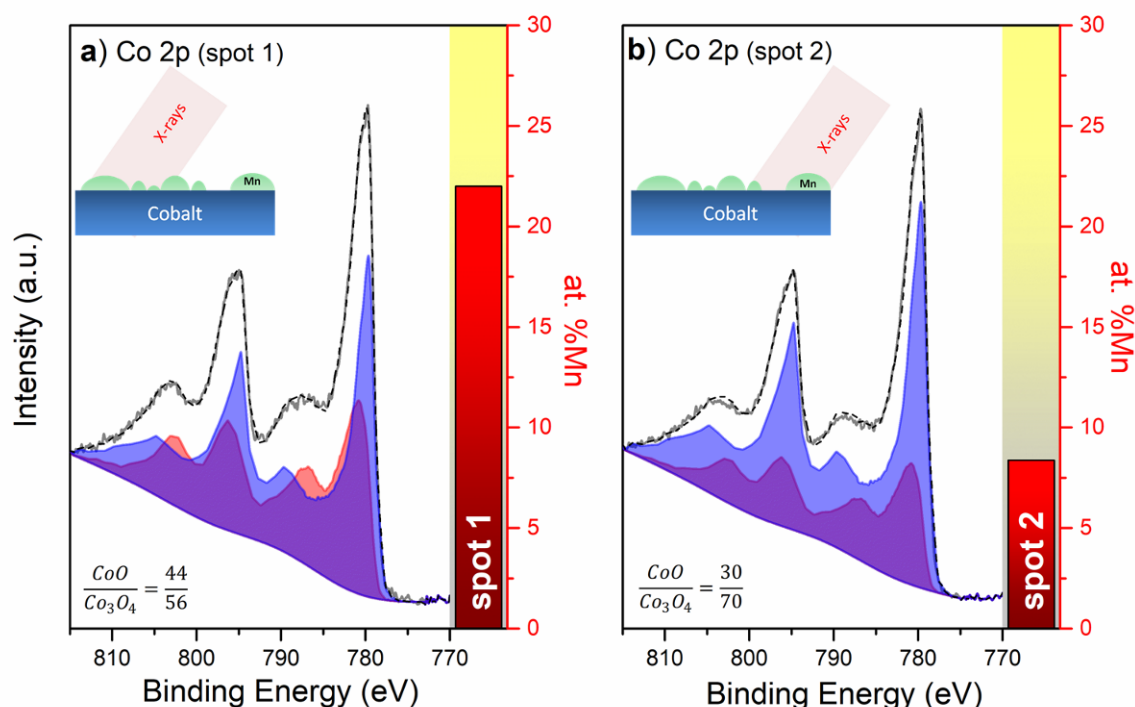 a) Co 2p (spot 1)
X-rays
Mn
Cobalt
Intensity (a.u.)
CoO/Co₃O₄ = 44/56
810 800 790 780 770
Binding Energy (eV)
30
25
20
15
10
5
0
at. %Mn
spot 1
b) Co 2p (spot 2)
X-rays
Mn
Cobalt
CoO/Co₃O₄ = 30/70
810 800 790 780 770
Binding Energy (eV)
30
25
20
15
10
5
0
at. %Mn
spot 2